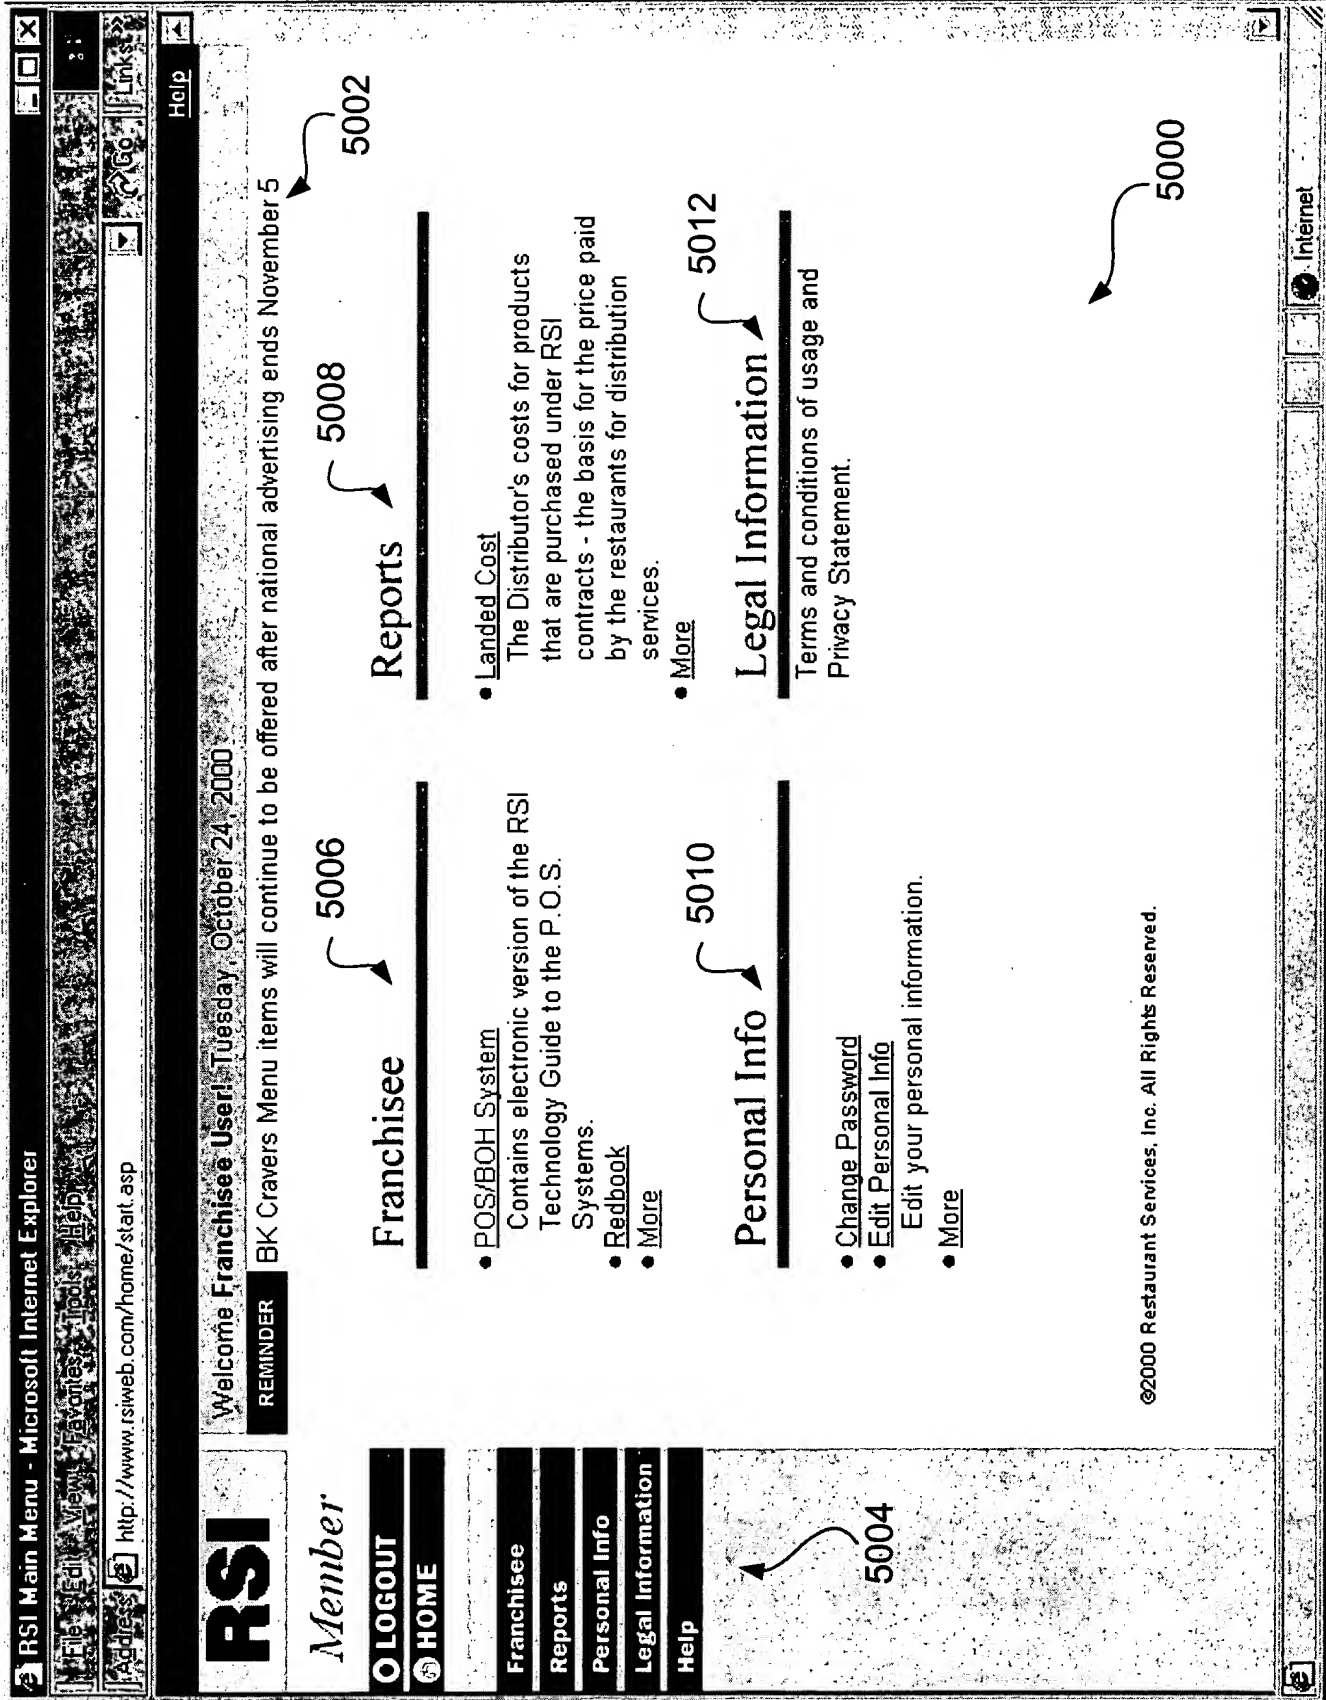 RSI Main Menu - Microsoft Internet Explorer
File Edit View Favorites Tools Help
Address http://www.rsiweb.com/home/start.asp Go Links »
Help
RSI
Welcome Franchisee User! Tuesday, October 24, 2000
REMINDER BK Cravers Menu items will continue to be offered after national advertising ends November 5
5002
Member
LOGOUT
HOME
Franchisee
Reports
Personal Info
Legal Information
Help
5004
5006
Franchisee
• POS/BOH System
Contains electronic version of the RSI
Technology Guide to the P.O.S.
Systems.
• Redbook
• More
5008
Reports
• Landed Cost
The Distributor's costs for products
that are purchased under RSI
contracts - the basis for the price paid
by the restaurants for distribution
services.
• More
5010
Personal Info
• Change Password
• Edit Personal Info
Edit your personal information.
• More
5012
Legal Information
Terms and conditions of usage and
Privacy Statement.
5000
©2000 Restaurant Services, Inc. All Rights Reserved.
Internet